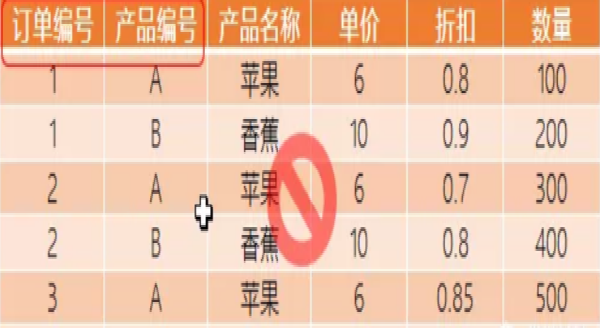 订单编号 产品编号 产品名称 单价 折扣 数量
1 A 苹果 6 0.8 100
1 B 香蕉 10 0.9 200
2 A 苹果 6 0.7 300
2 B 香蕉 10 0.8 400
3 A 苹果 6 0.85 500